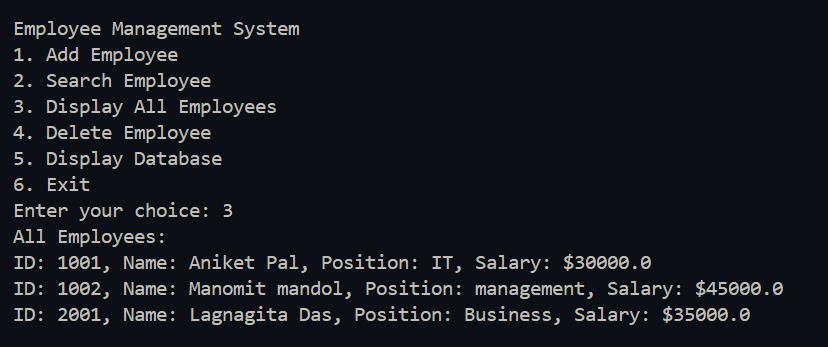 Employee Management System
1. Add Employee
2. Search Employee
3. Display All Employees
4. Delete Employee
5. Display Database
6. Exit
Enter your choice: 3
All Employees:
ID: 1001, Name: Aniket Pal, Position: IT, Salary: $30000.0
ID: 1002, Name: Manomit mandol, Position: management, Salary: $45000.0
ID: 2001, Name: Lagnagita Das, Position: Business, Salary: $35000.0